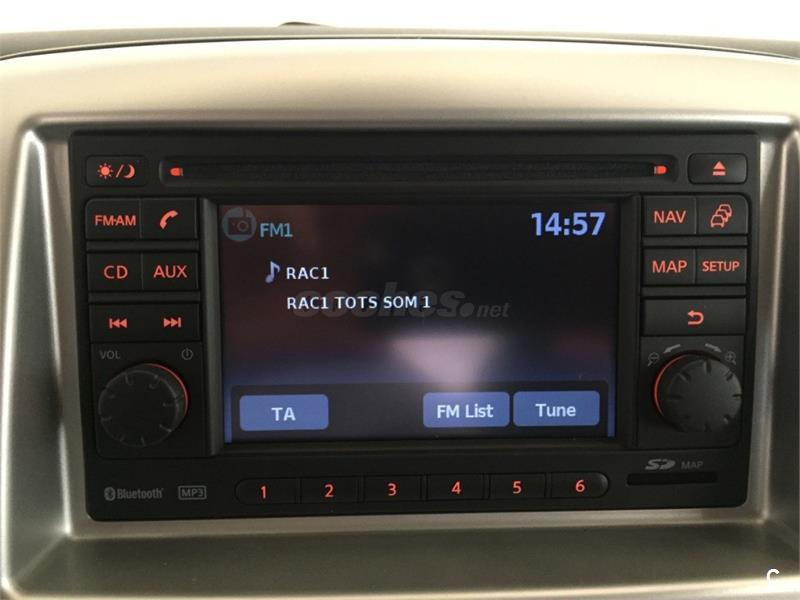 FM·AM
CD AUX
VOL
FM1 14:57
RAC1
RAC1 TOTS SOM 1
coches.net
TA FM List Tune
NAV
MAP SETUP
Bluetooth MP3
1 2 3 4 5 6
SD MAP
C